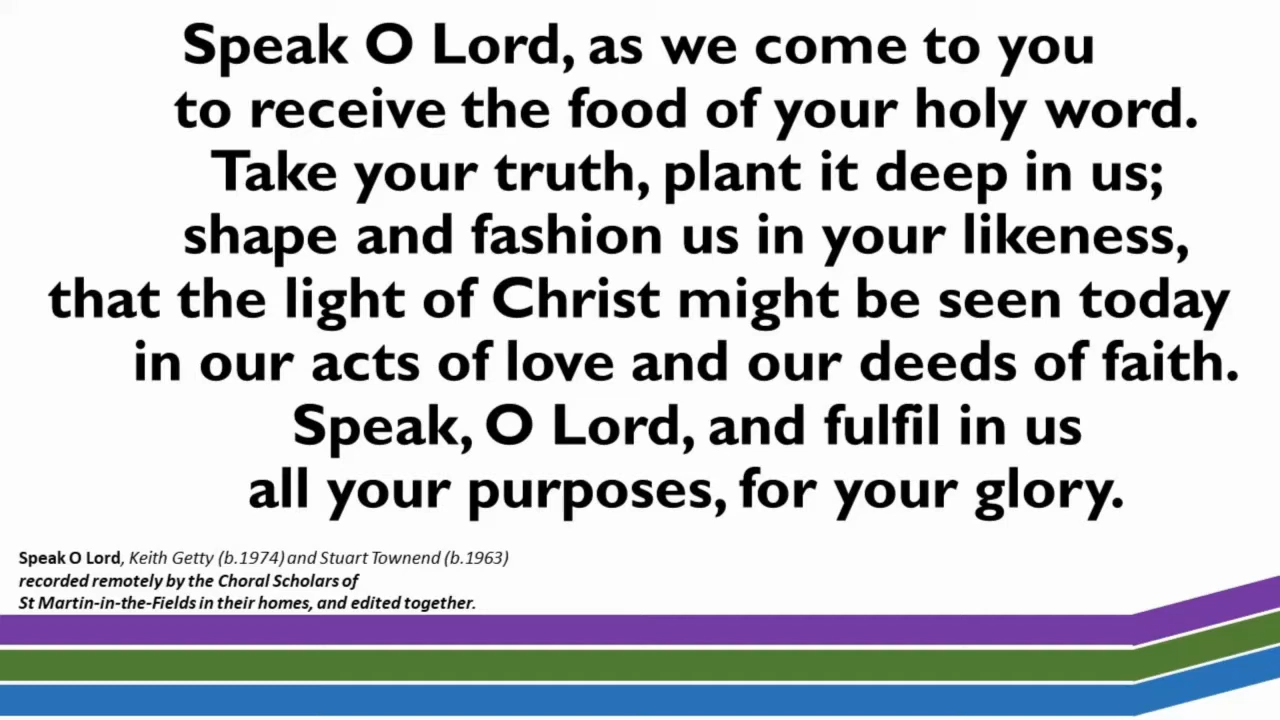 Speak O Lord, as we come to you
to receive the food of your holy word.
Take your truth, plant it deep in us;
shape and fashion us in your likeness,
that the light of Christ might be seen today
in our acts of love and our deeds of faith.
Speak, O Lord, and fulfil in us
all your purposes, for your glory.
Speak O Lord, Keith Getty (b.1974) and Stuart Townend (b.1963)
recorded remotely by the Choral Scholars of
St Martin-in-the-Fields in their homes, and edited together.